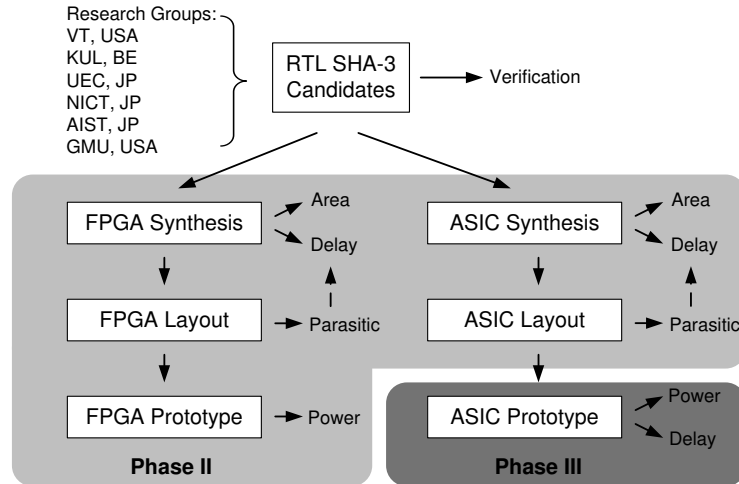 Research Groups:
VT, USA
KUL, BE
UEC, JP
NICT, JP
AIST, JP
GMU, USA
RTL SHA-3
Candidates
Verification
FPGA Synthesis
Area
Delay
FPGA Layout
Parasitic
FPGA Prototype
Power
Phase II
ASIC Synthesis
Area
Delay
ASIC Layout
Parasitic
ASIC Prototype
Power
Delay
Phase III